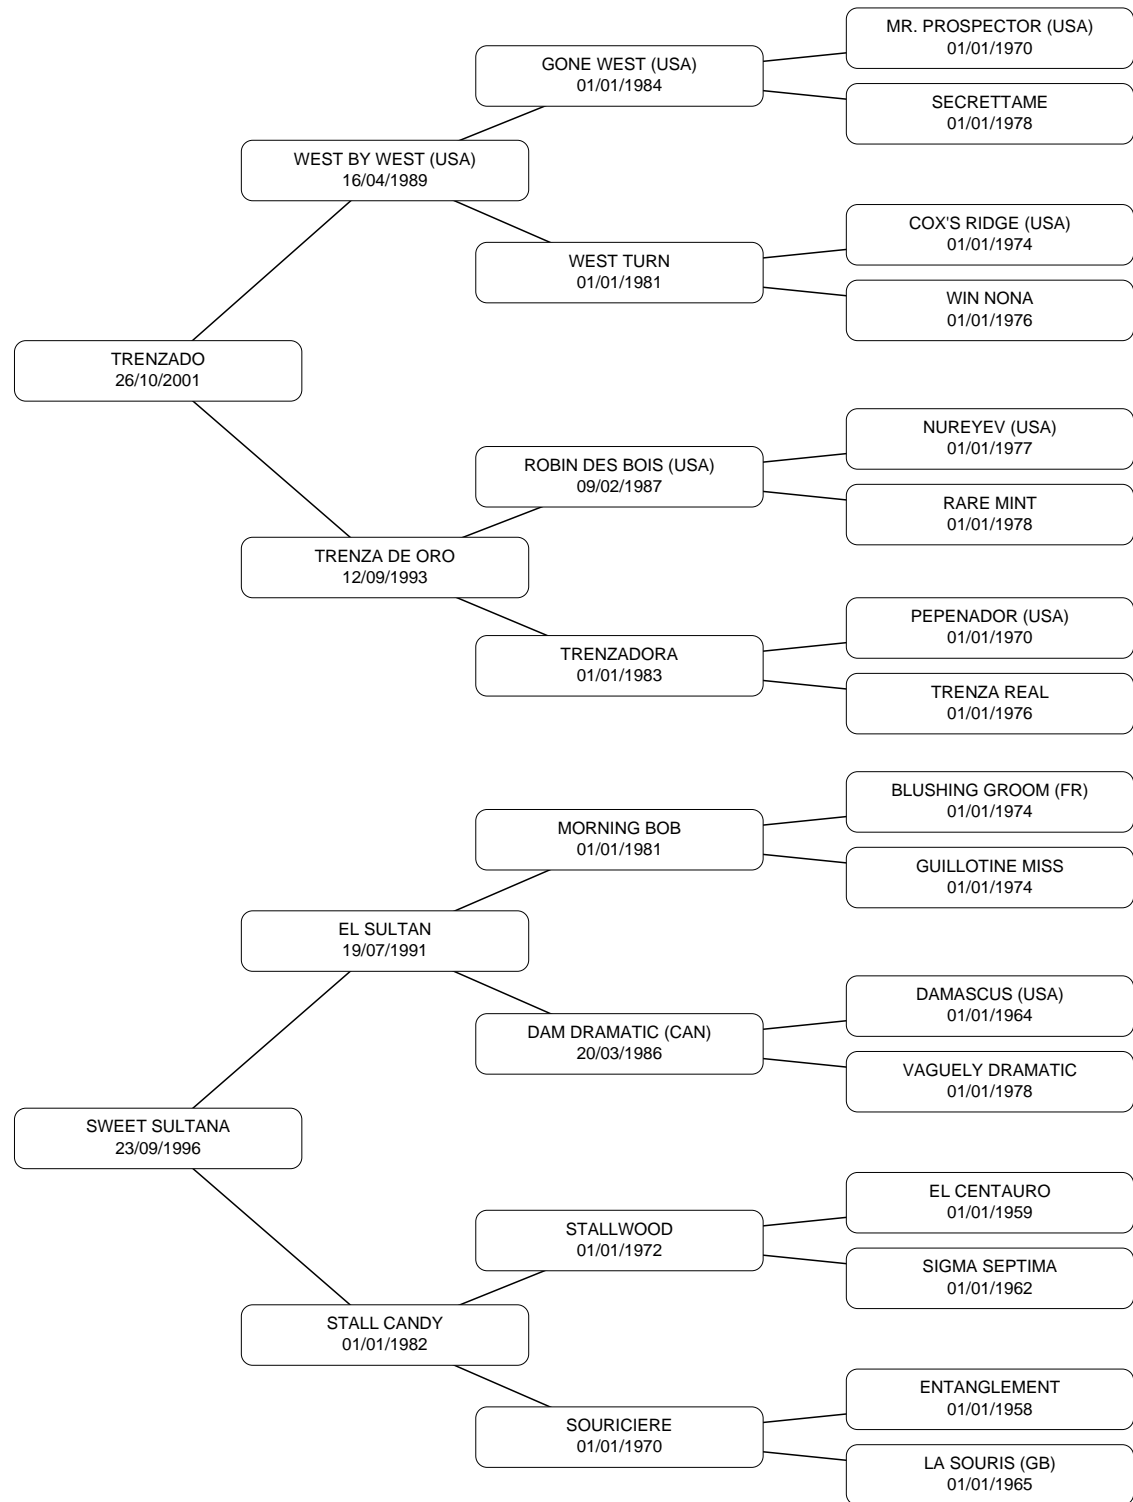 MR. PROSPECTOR (USA)
01/01/1970
GONE WEST (USA)
01/01/1984
SECRETTAME
01/01/1978
WEST BY WEST (USA)
16/04/1989
COX'S RIDGE (USA)
01/01/1974
WEST TURN
01/01/1981
WIN NONA
01/01/1976
TRENZADO
26/10/2001
NUREYEV (USA)
01/01/1977
ROBIN DES BOIS (USA)
09/02/1987
RARE MINT
01/01/1978
TRENZA DE ORO
12/09/1993
PEPENADOR (USA)
01/01/1970
TRENZADORA
01/01/1983
TRENZA REAL
01/01/1976
BLUSHING GROOM (FR)
01/01/1974
MORNING BOB
01/01/1981
GUILLOTINE MISS
01/01/1974
EL SULTAN
19/07/1991
DAMASCUS (USA)
01/01/1964
DAM DRAMATIC (CAN)
20/03/1986
VAGUELY DRAMATIC
01/01/1978
SWEET SULTANA
23/09/1996
EL CENTAURO
01/01/1959
STALLWOOD
01/01/1972
SIGMA SEPTIMA
01/01/1962
STALL CANDY
01/01/1982
ENTANGLEMENT
01/01/1958
SOURICIERE
01/01/1970
LA SOURIS (GB)
01/01/1965